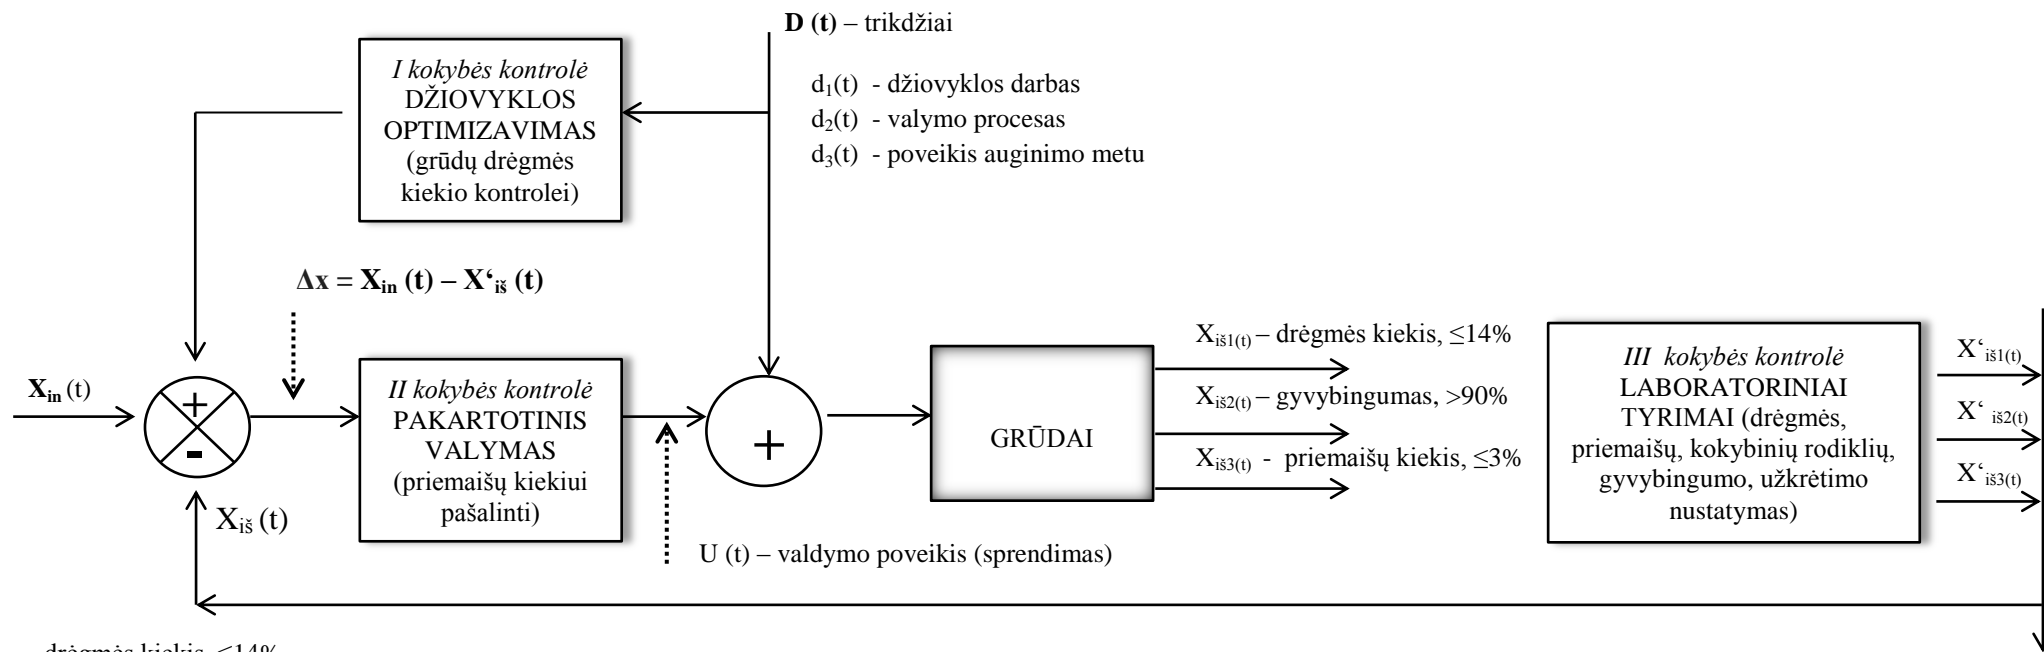 D (t) – trikdžiai
I kokybės kontrolė
DŽIOVYKLOS
OPTIMIZAVIMAS
(grūdų drėgmės
kiekio kontrolei)
d1(t) - džiovyklos darbas
d2(t) - valymo procesas
d3(t) - poveikis auginimo metu
Δx = Xin (t) – X‘iš (t)
Xin (t)
+
-
Xiš (t)
II kokybės kontrolė
PAKARTOTINIS
VALYMAS
(priemaišų kiekiui
pašalinti)
+
U (t) – valdymo poveikis (sprendimas)
GRŪDAI
Xiš1(t) – drėgmės kiekis, ≤14%
Xiš2(t) – gyvybingumas, >90%
Xiš3(t) - priemaišų kiekis, ≤3%
III kokybės kontrolė
LABORATORINIAI
TYRIMAI (drėgmės,
priemaišų, kokybinių rodiklių,
gyvybingumo, užkrėtimo
nustatymas)
X‘iš1(t)
X‘ iš2(t)
X‘iš3(t)
drėgmės kiekis, ≤14%